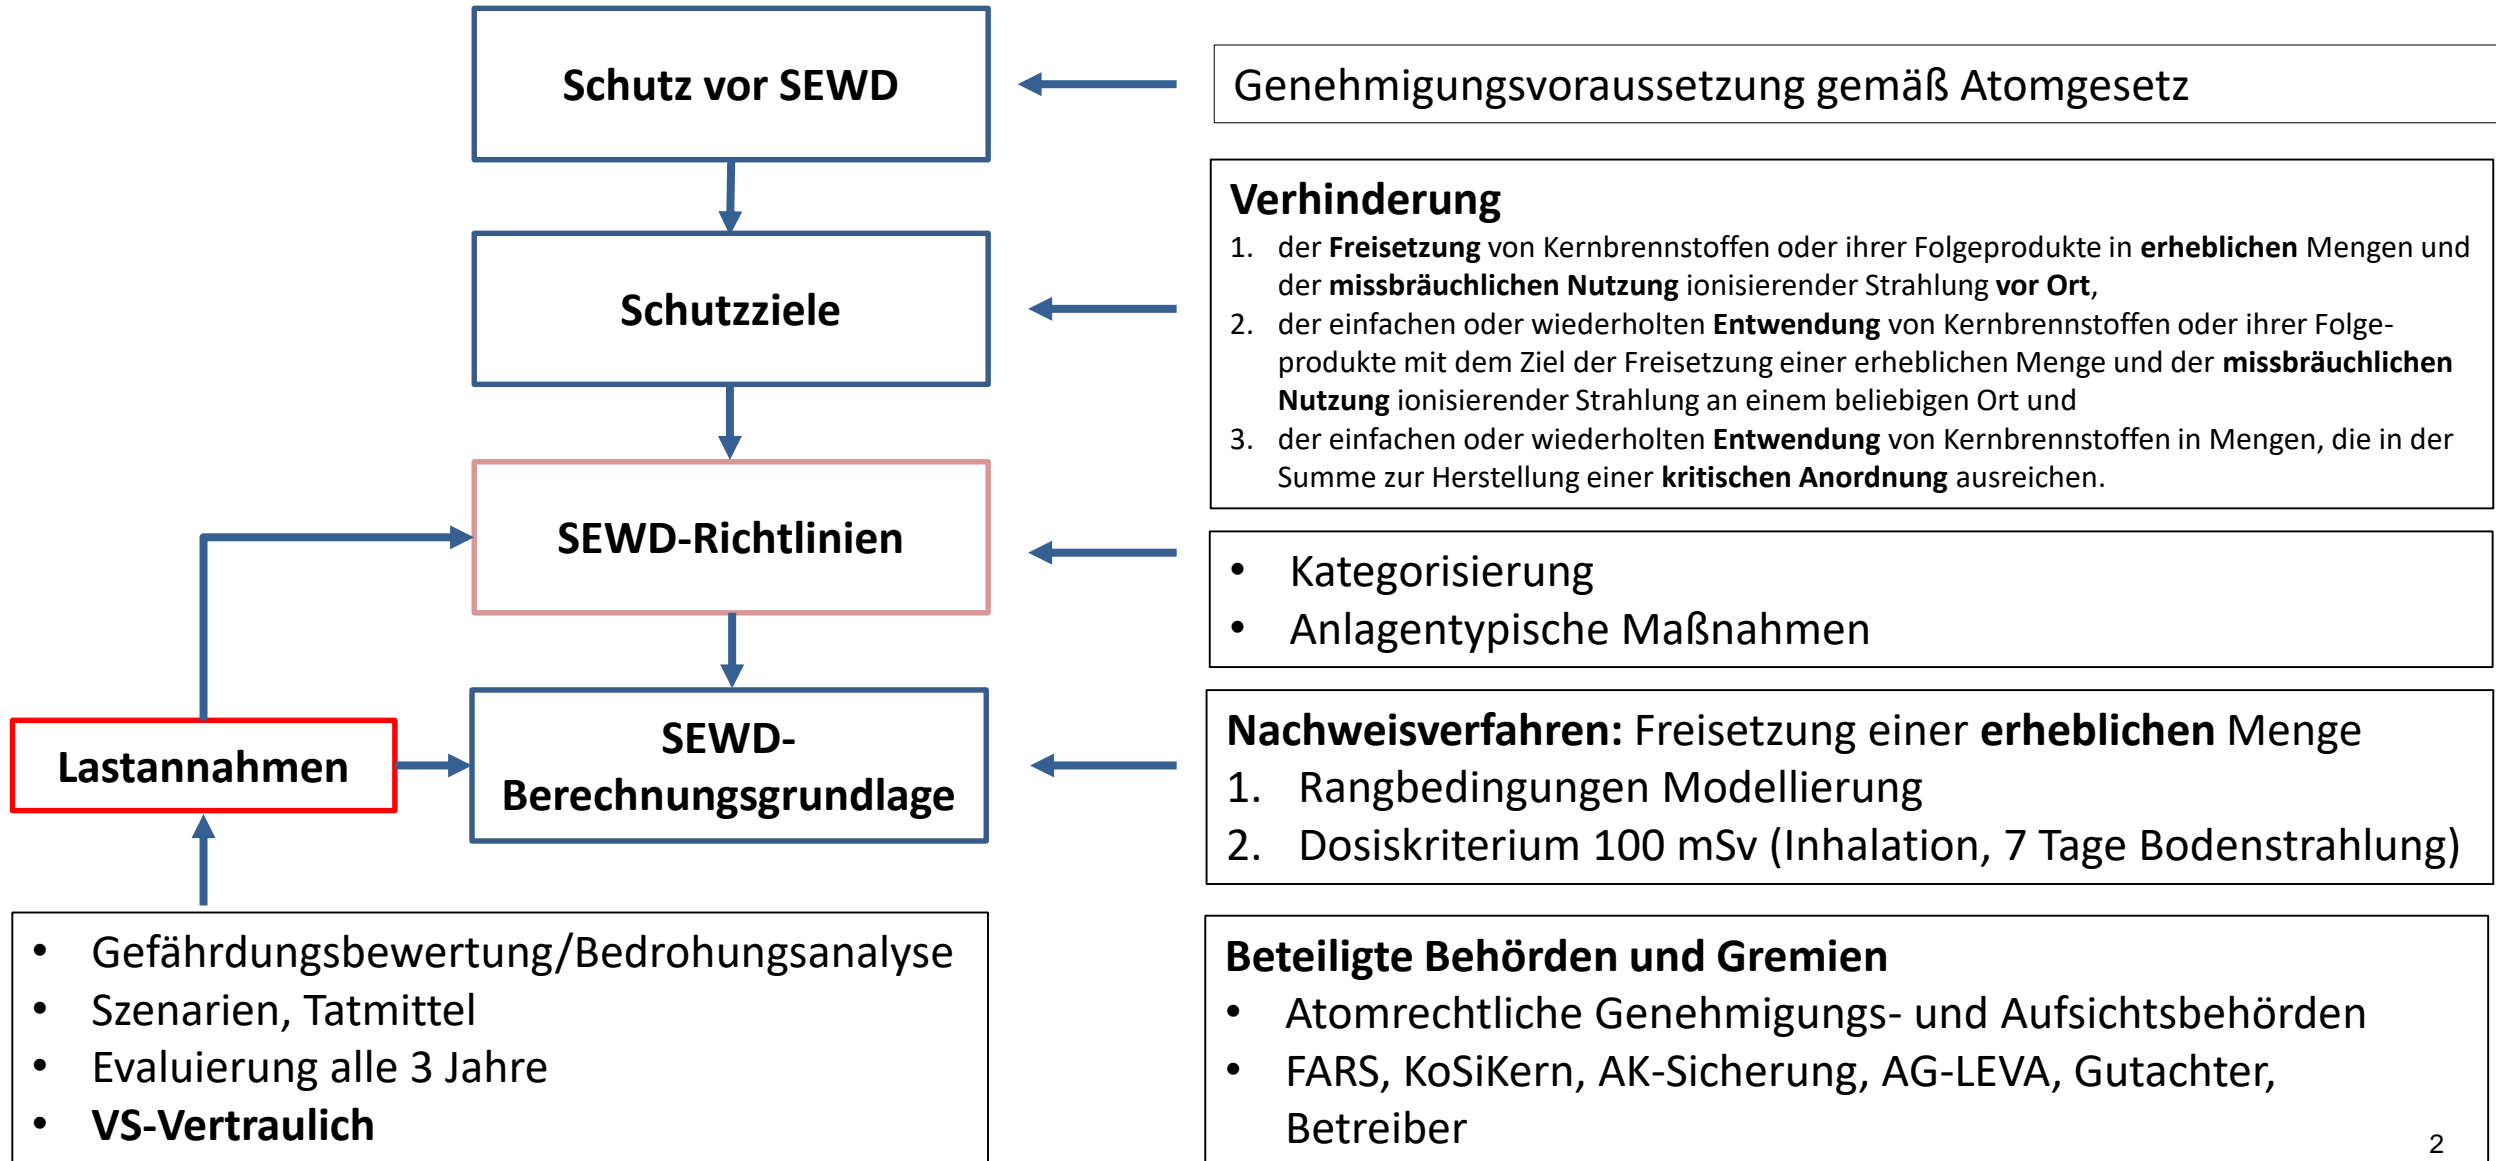 Schutz vor SEWD
Genehmigungsvoraussetzung gemäß Atomgesetz
Schutzziele
Verhinderung
1. der Freisetzung von Kernbrennstoffen oder ihrer Folgeprodukte in erheblichen Mengen und
der missbräuchlichen Nutzung ionisierender Strahlung vor Ort,
2. der einfachen oder wiederholten Entwendung von Kernbrennstoffen oder ihrer Folge-
produkte mit dem Ziel der Freisetzung einer erheblichen Menge und der missbräuchlichen
Nutzung ionisierender Strahlung an einem beliebigen Ort und
3. der einfachen oder wiederholten Entwendung von Kernbrennstoffen in Mengen, die in der
Summe zur Herstellung einer kritischen Anordnung ausreichen.
SEWD-Richtlinien
• Kategorisierung
• Anlagentypische Maßnahmen
Lastannahmen
SEWD-
Berechnungsgrundlage
Nachweisverfahren: Freisetzung einer erheblichen Menge
1. Rangbedingungen Modellierung
2. Dosiskriterium 100 mSv (Inhalation, 7 Tage Bodenstrahlung)
• Gefährdungsbewertung/Bedrohungsanalyse
• Szenarien, Tatmittel
• Evaluierung alle 3 Jahre
• VS-Vertraulich
Beteiligte Behörden und Gremien
• Atomrechtliche Genehmigungs- und Aufsichtsbehörden
• FARS, KoSiKern, AK-Sicherung, AG-LEVA, Gutachter,
Betreiber
2